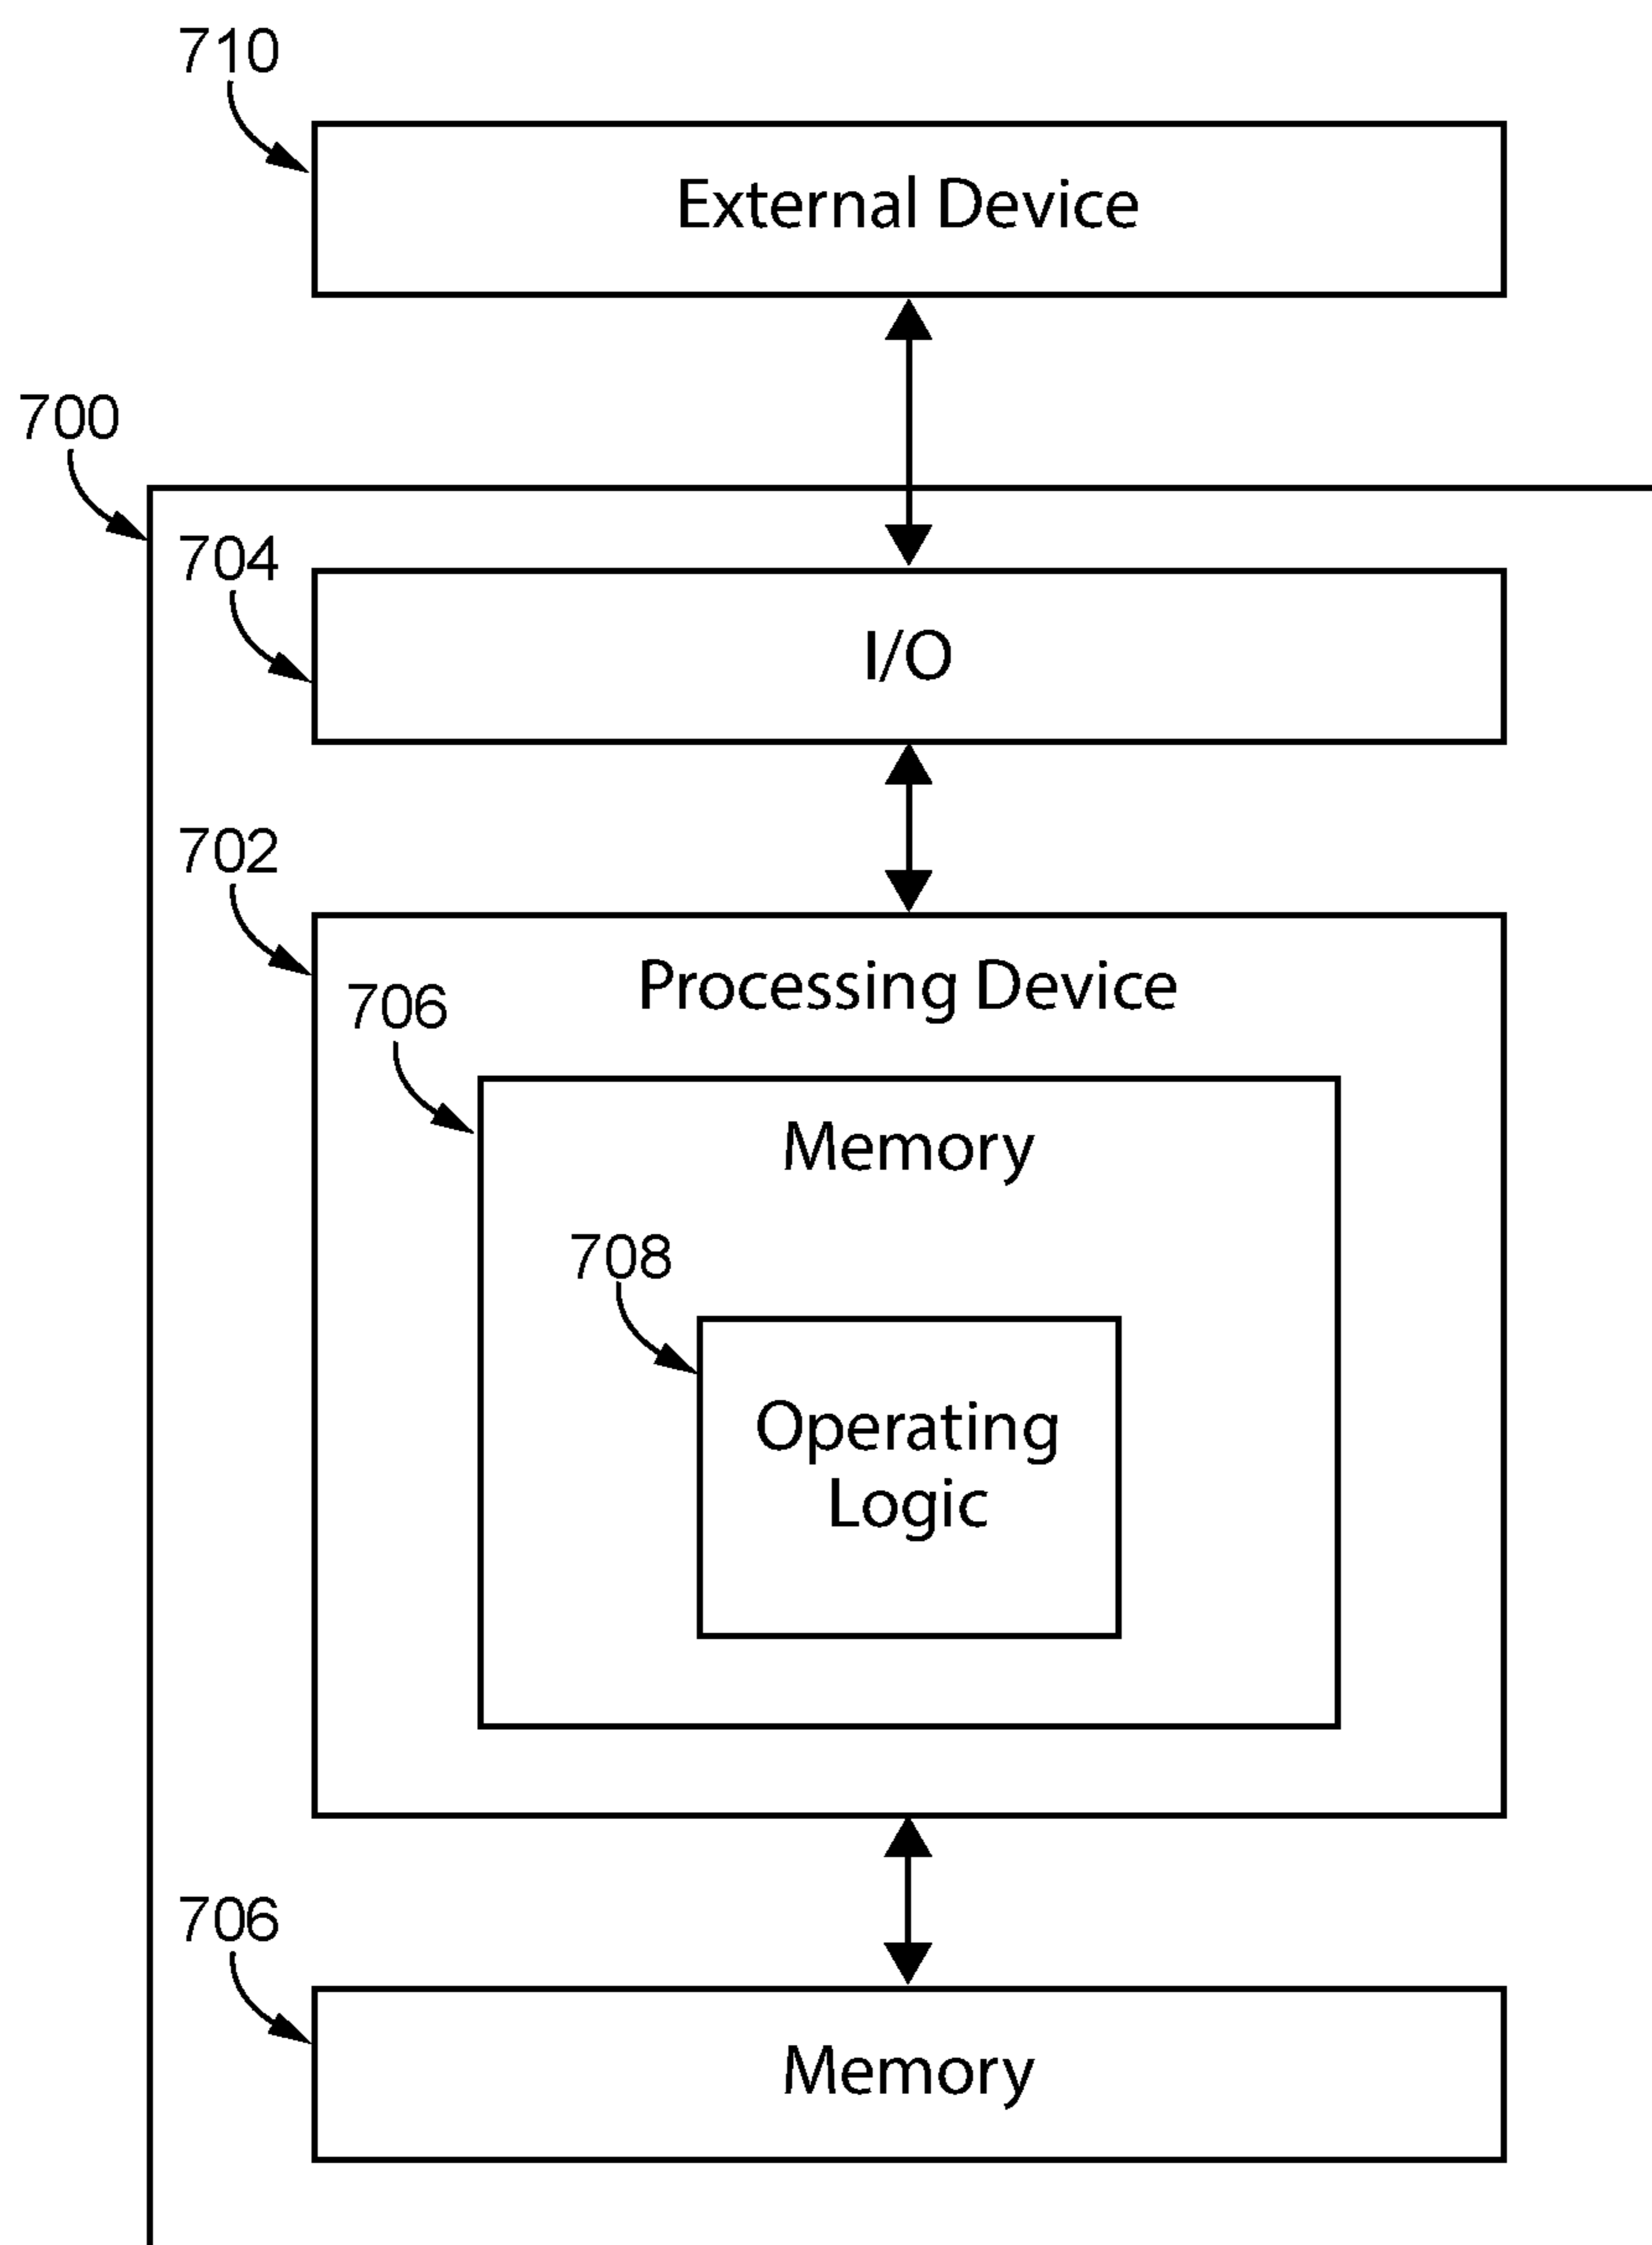 710
External Device
700
704
I/O
702
Processing Device
706
Memory
708
Operating
Logic
706
Memory